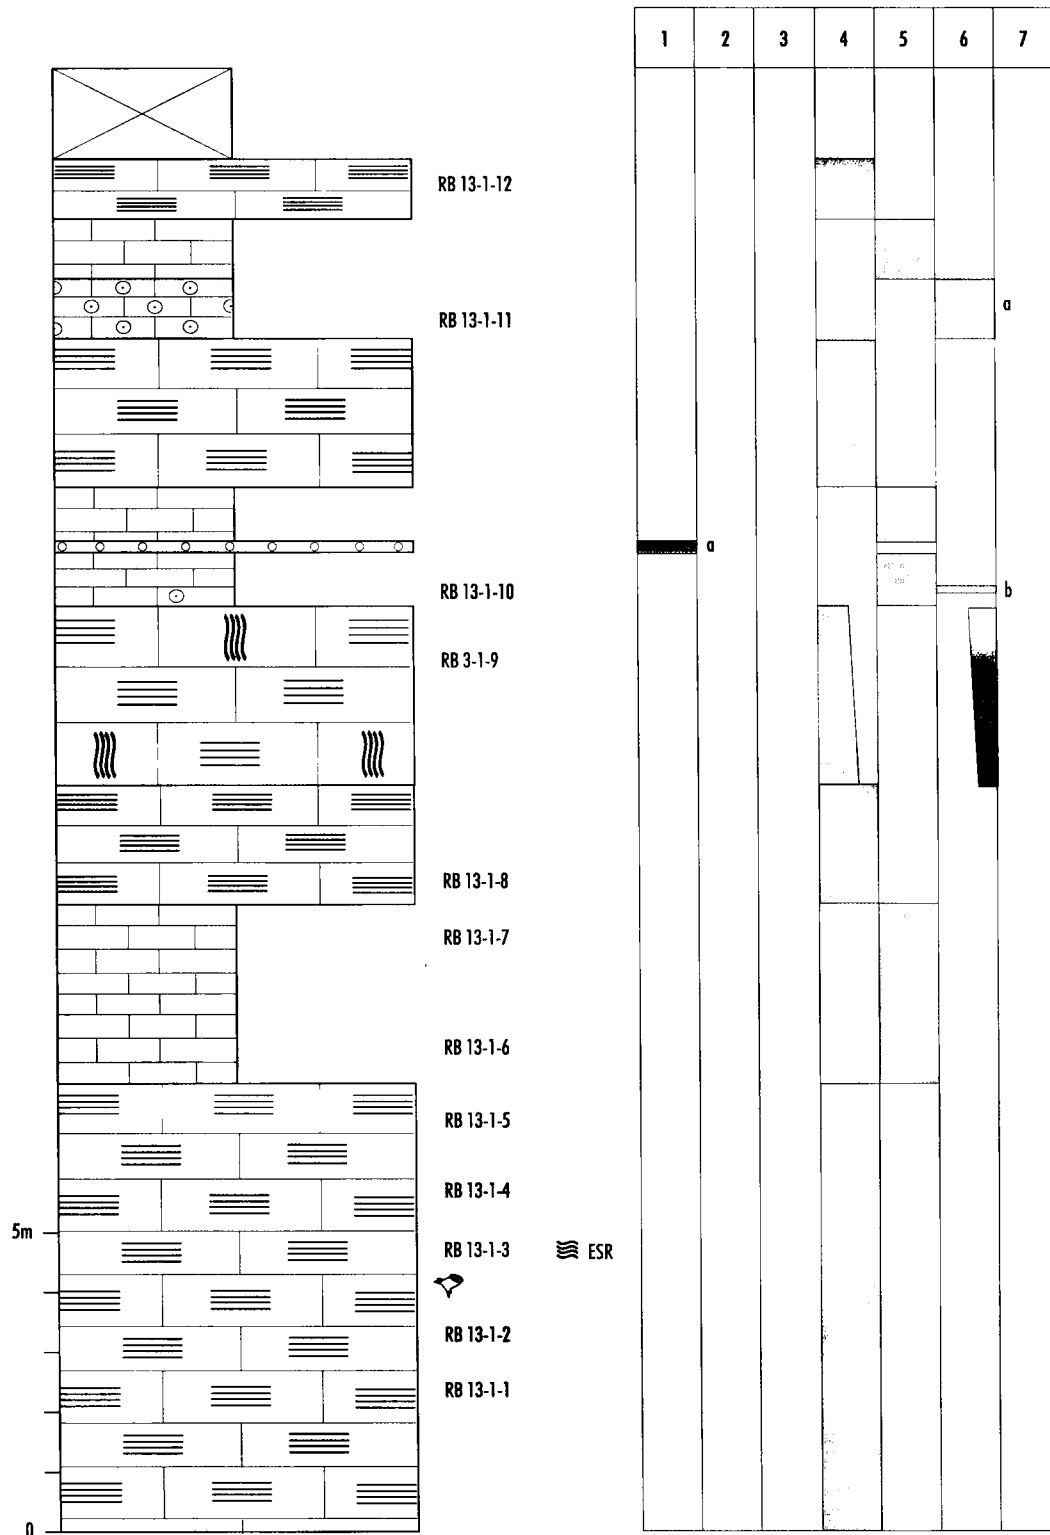 1 2 3 4 5 6 7
RB 13-1-12
a
RB 13-1-11
a
RB 13-1-10
b
RB 3-1-9
RB 13-1-8
RB 13-1-7
RB 13-1-6
RB 13-1-5
RB 13-1-4
5m
RB 13-1-3
ESR
RB 13-1-2
RB 13-1-1
0